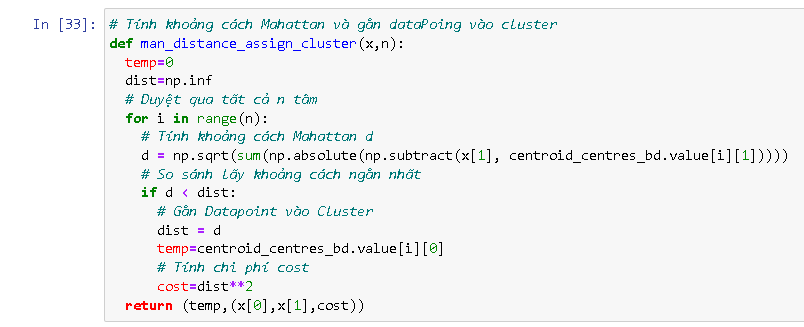 In [33]: # Tính khoảng cách Mahattan và gắn dataPoing vào cluster
def man_distance_assign_cluster(x,n):
temp=0
dist=np.inf
# Duyệt qua tất cả n tâm
for i in range(n):
# Tính khoảng cách Mahattan d
d = np.sqrt(sum(np.absolute(np.subtract(x[1], centroid_centres_bd.value[i][1]))))
# So sánh lấy khoảng cách ngắn nhất
if d < dist:
# Gắn Datapoint vào Cluster
dist = d
temp=centroid_centres_bd.value[i][0]
# Tính chi phí cost
cost=dist**2
return (temp,(x[0],x[1],cost))